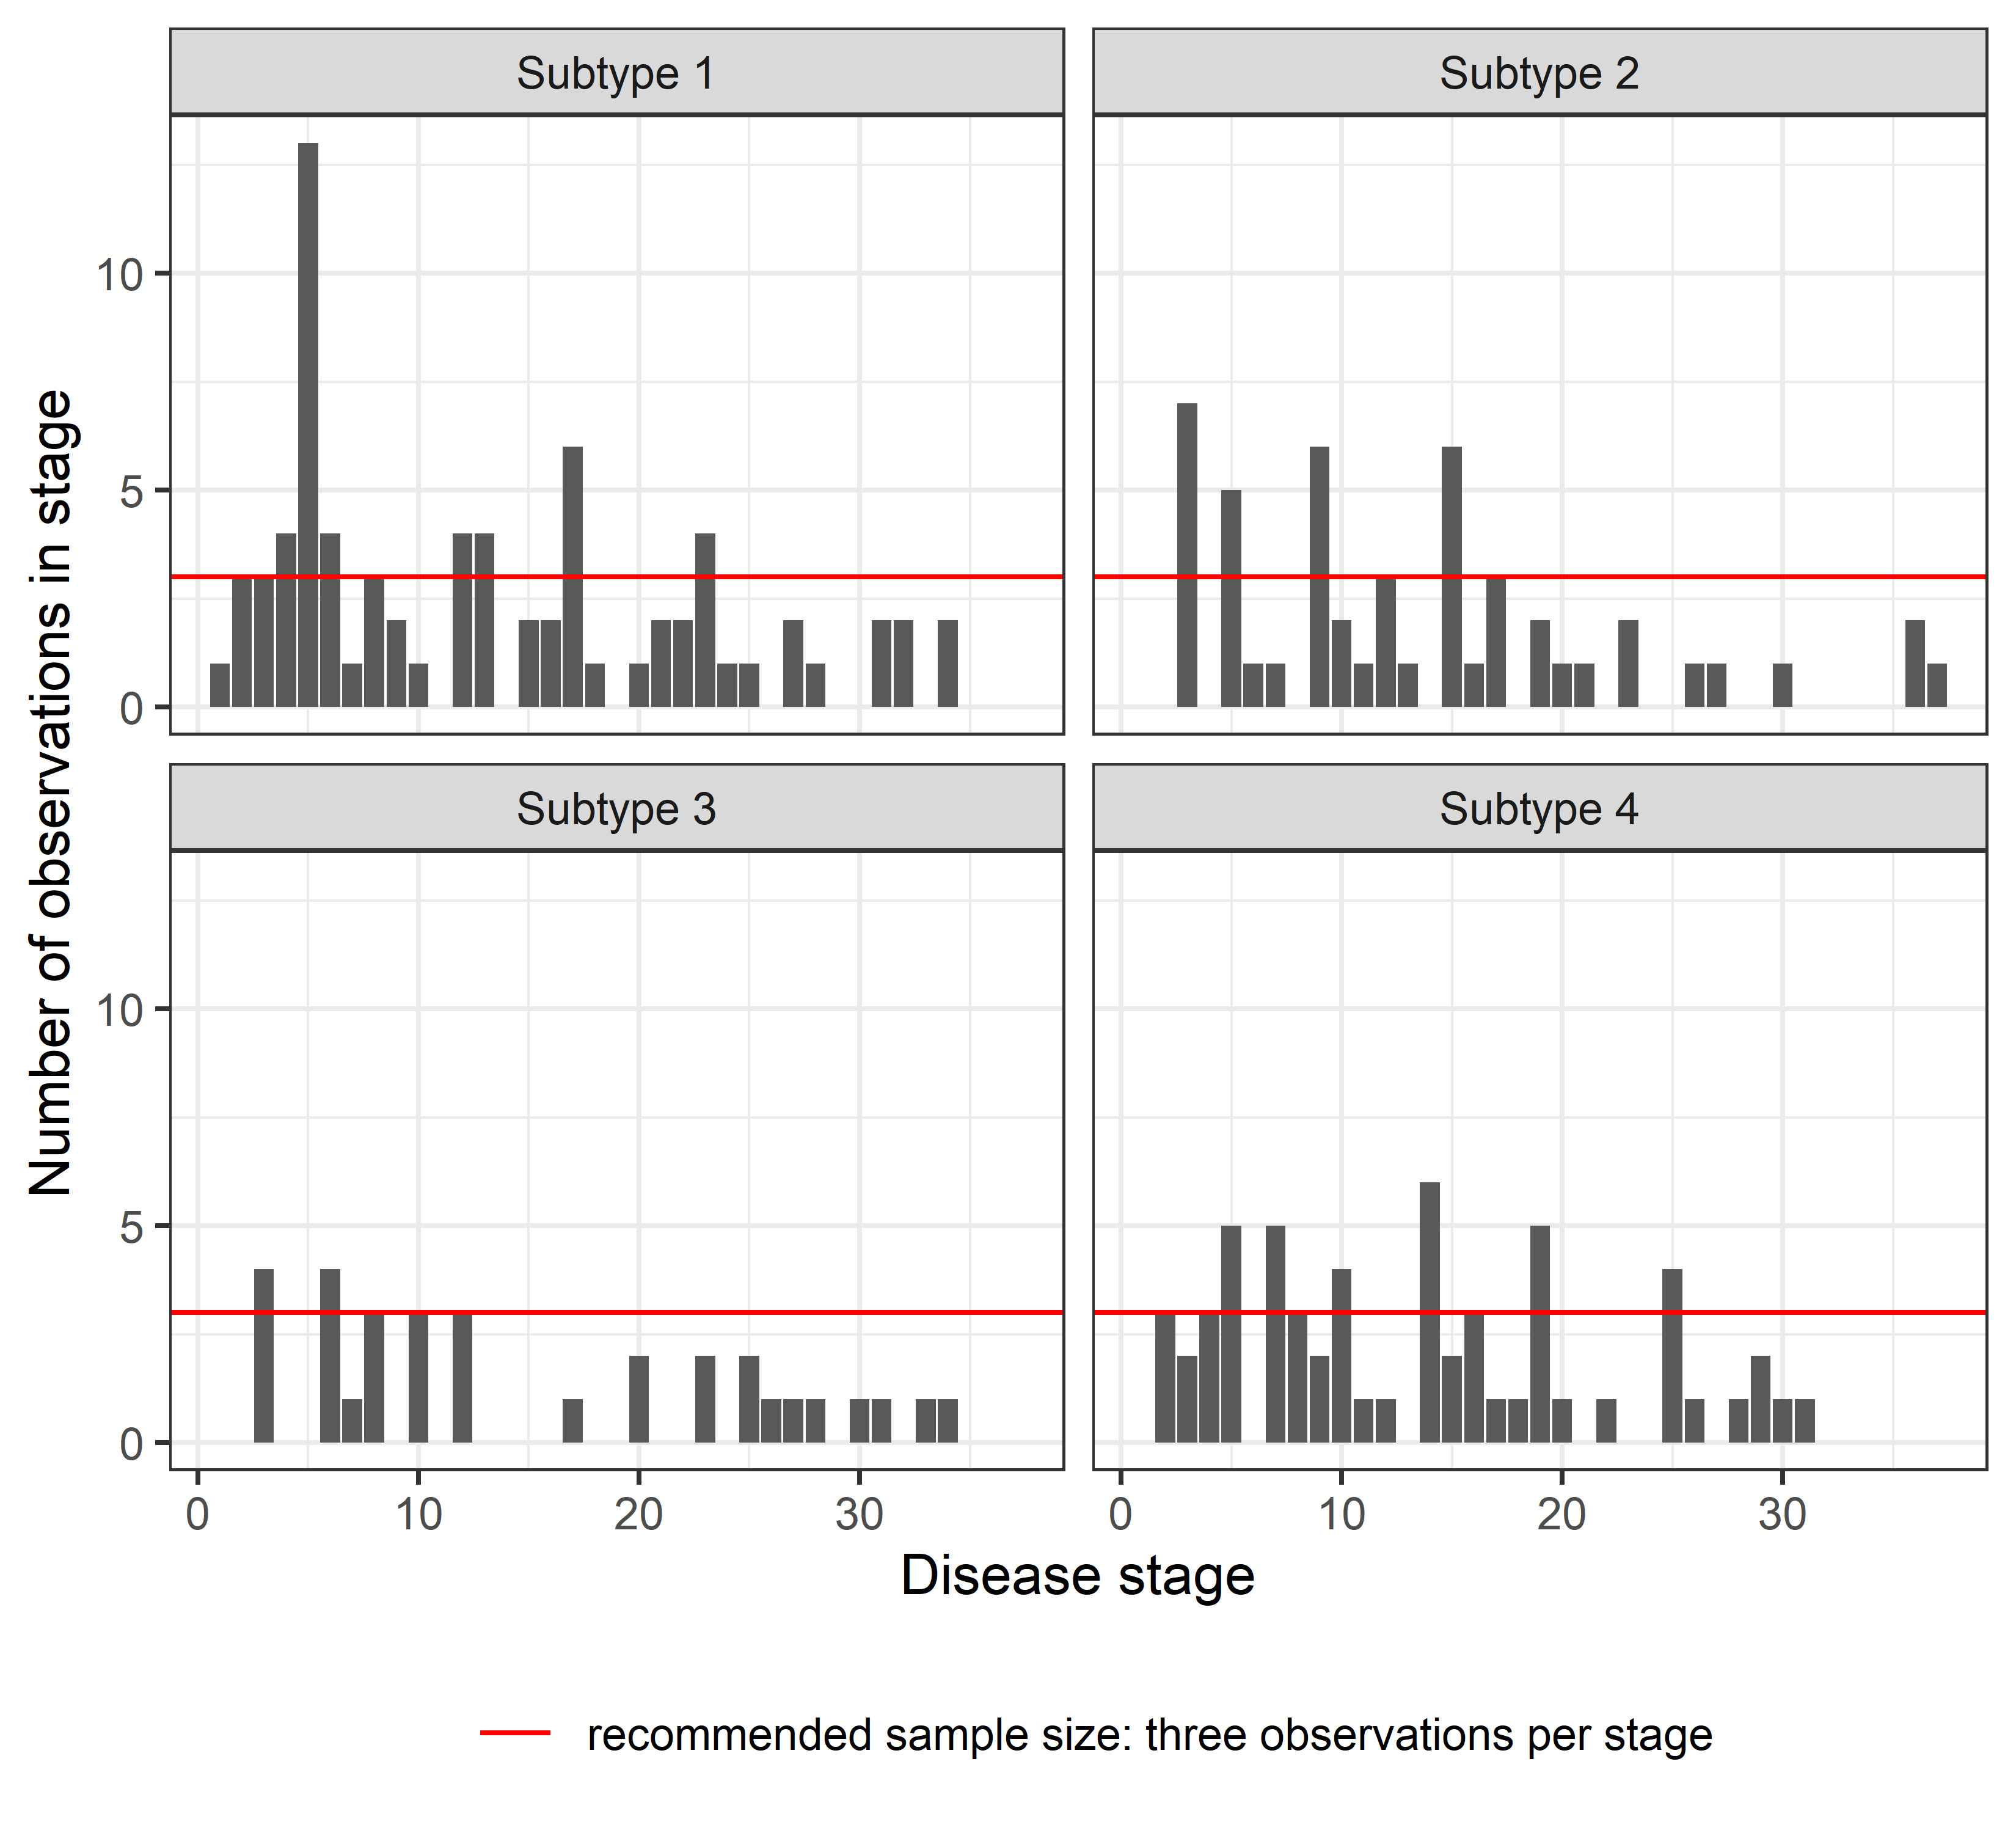 Subtype 1
Subtype 2
10
5
0
Subtype 3
Subtype 4
10
5
0
0 10 20 30
0 10 20 30
Number of observations in stage
Disease stage
recommended sample size: three observations per stage